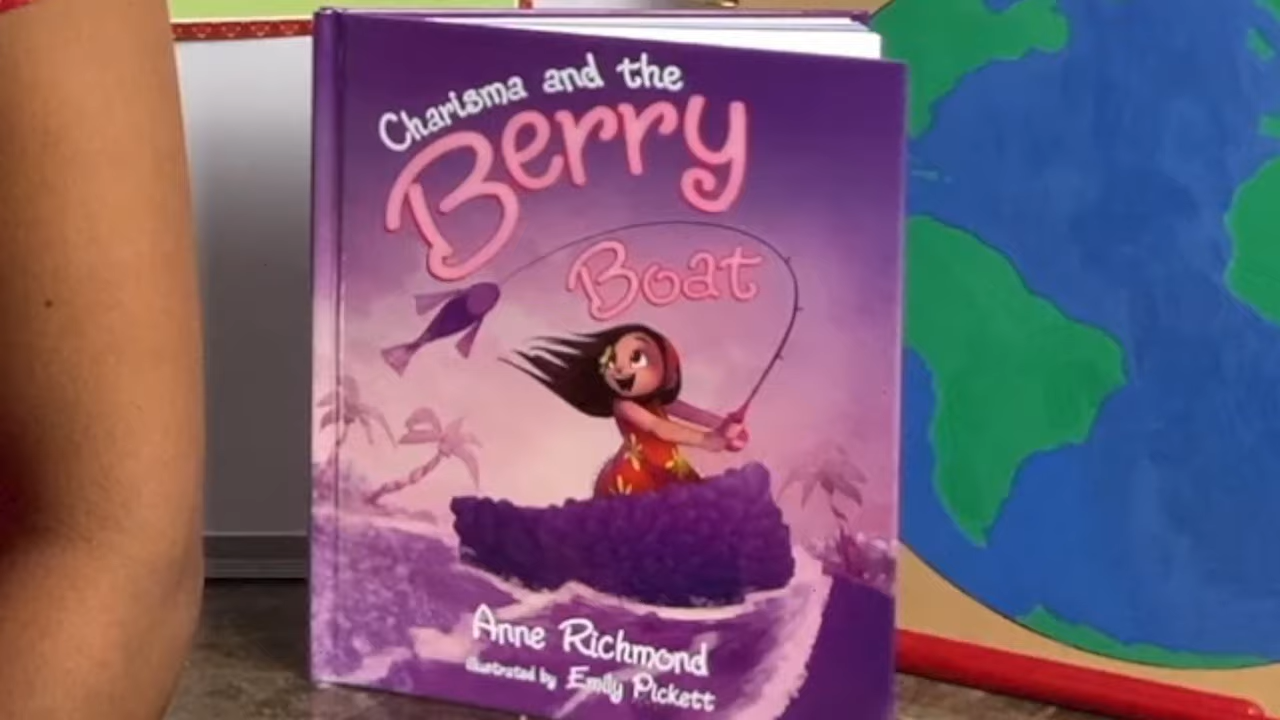 Charisma and the
Berry
Boat
Anne Richmond
illustrated by Emily Pickett